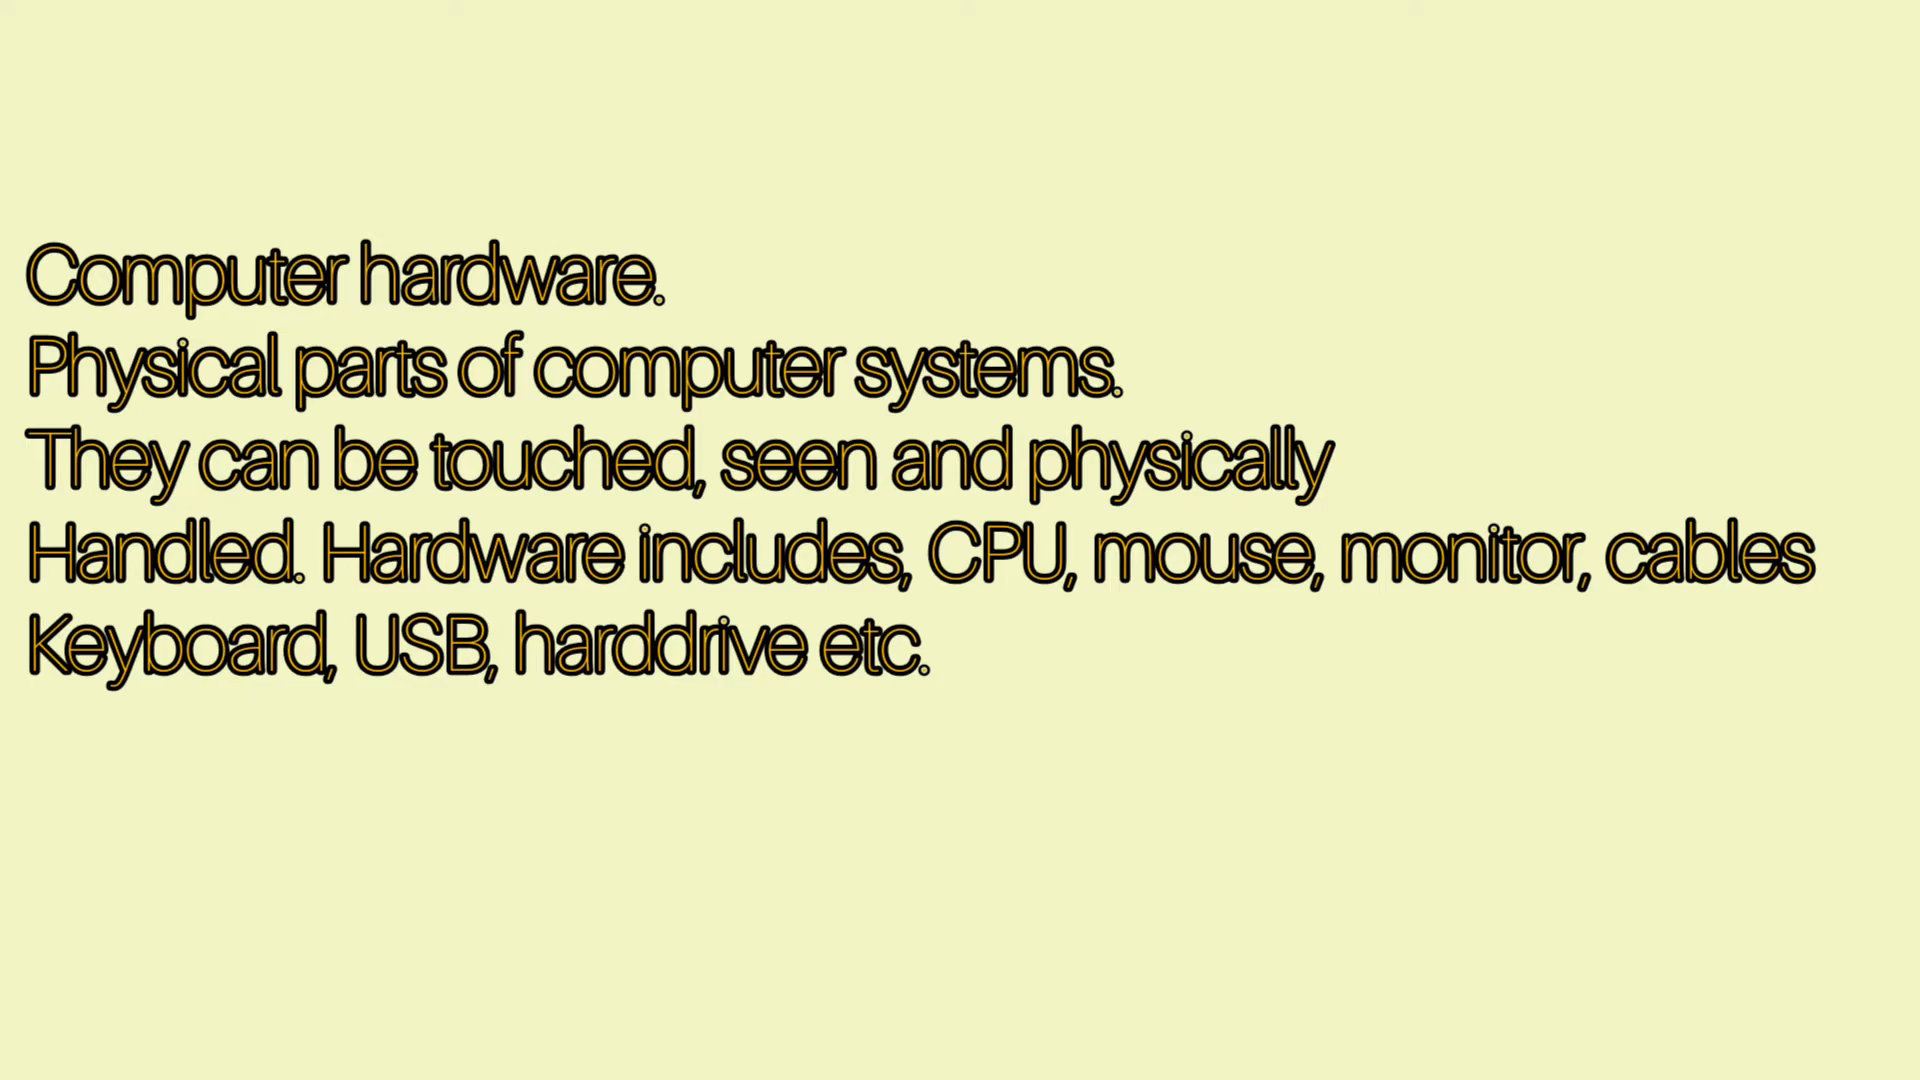 Computer hardware.
Physical parts of computer systems.
They can be touched, seen and physically
Handled. Hardware includes, CPU, mouse, monitor, cables
Keyboard, USB, harddrive etc.